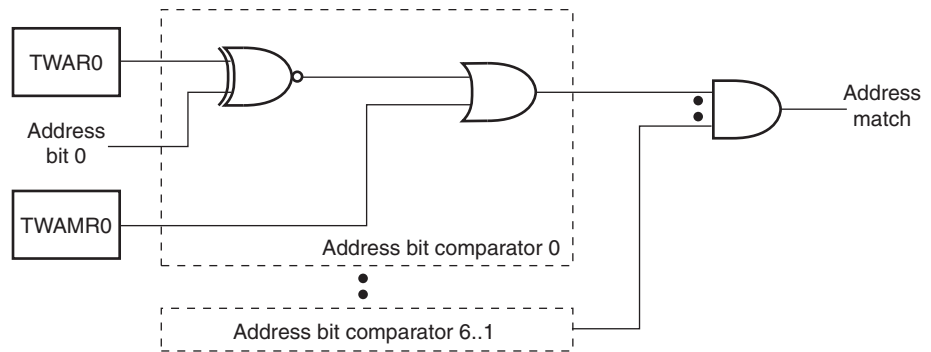 TWAR0
Address
bit 0
TWAMR0
Address bit comparator 0
Address bit comparator 6..1
Address
match